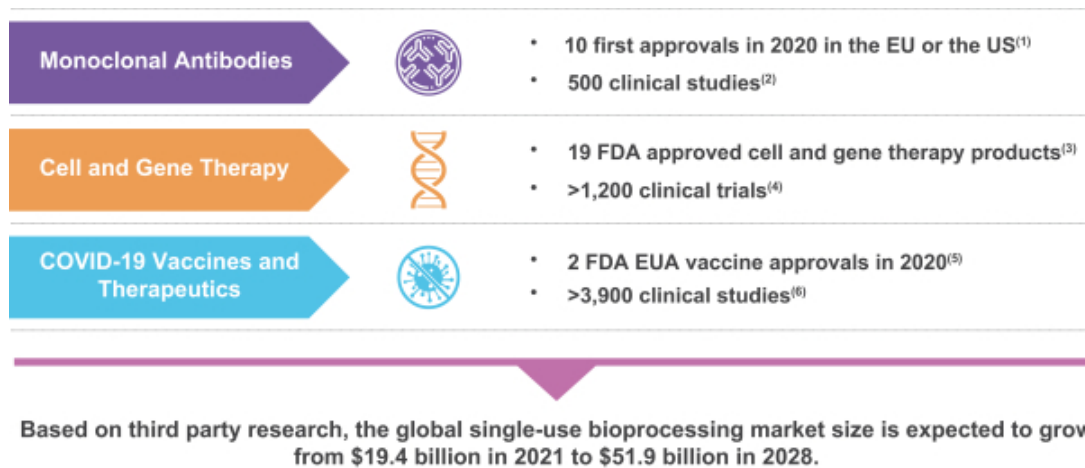 Monoclonal Antibodies
• 10 first approvals in 2020 in the EU or the US(1)
• 500 clinical studies(2)
Cell and Gene Therapy
• 19 FDA approved cell and gene therapy products(3)
• >1,200 clinical trials(4)
COVID-19 Vaccines and
Therapeutics
• 2 FDA EUA vaccine approvals in 2020(5)
• >3,900 clinical studies(6)
Based on third party research, the global single-use bioprocessing market size is expected to grow
from $19.4 billion in 2021 to $51.9 billion in 2028.